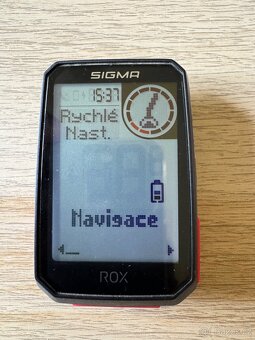 SIGMA
15:37
Rychlé
Nast.
Navigace
ROX